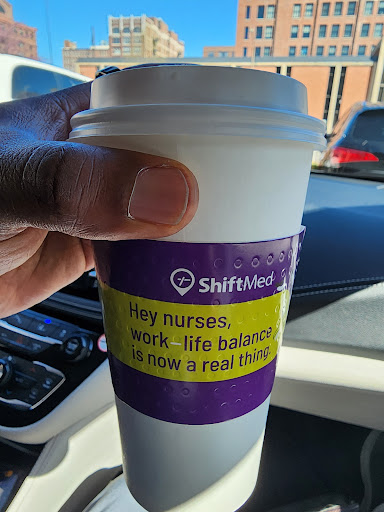 ShiftMed
Hey nurses,
work-life balance
is now a real thing.